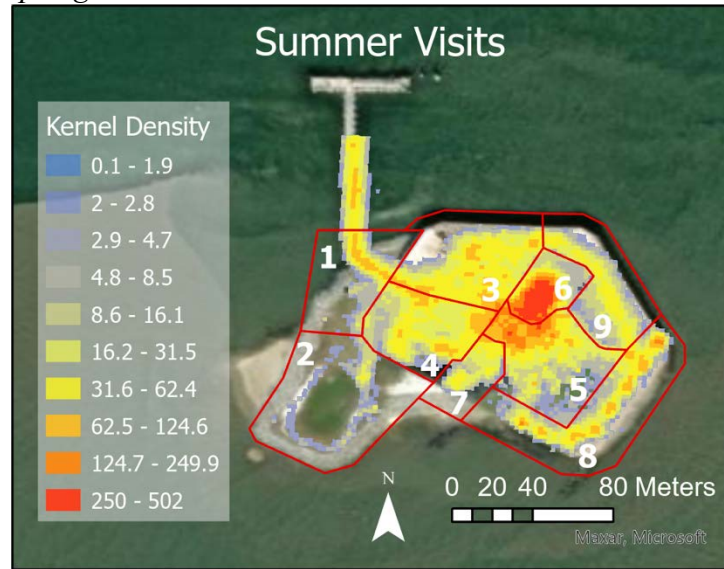 Summer Visits
Kernel Density
0.1 - 1.9
2 - 2.8
2.9 - 4.7
4.8 - 8.5
8.6 - 16.1
16.2 - 31.5
31.6 - 62.4
62.5 - 124.6
124.7 - 249.9
250 - 502
1
2
3
4
5
6
7
8
9
N
0 20 40 80 Meters
Maxar, Microsoft